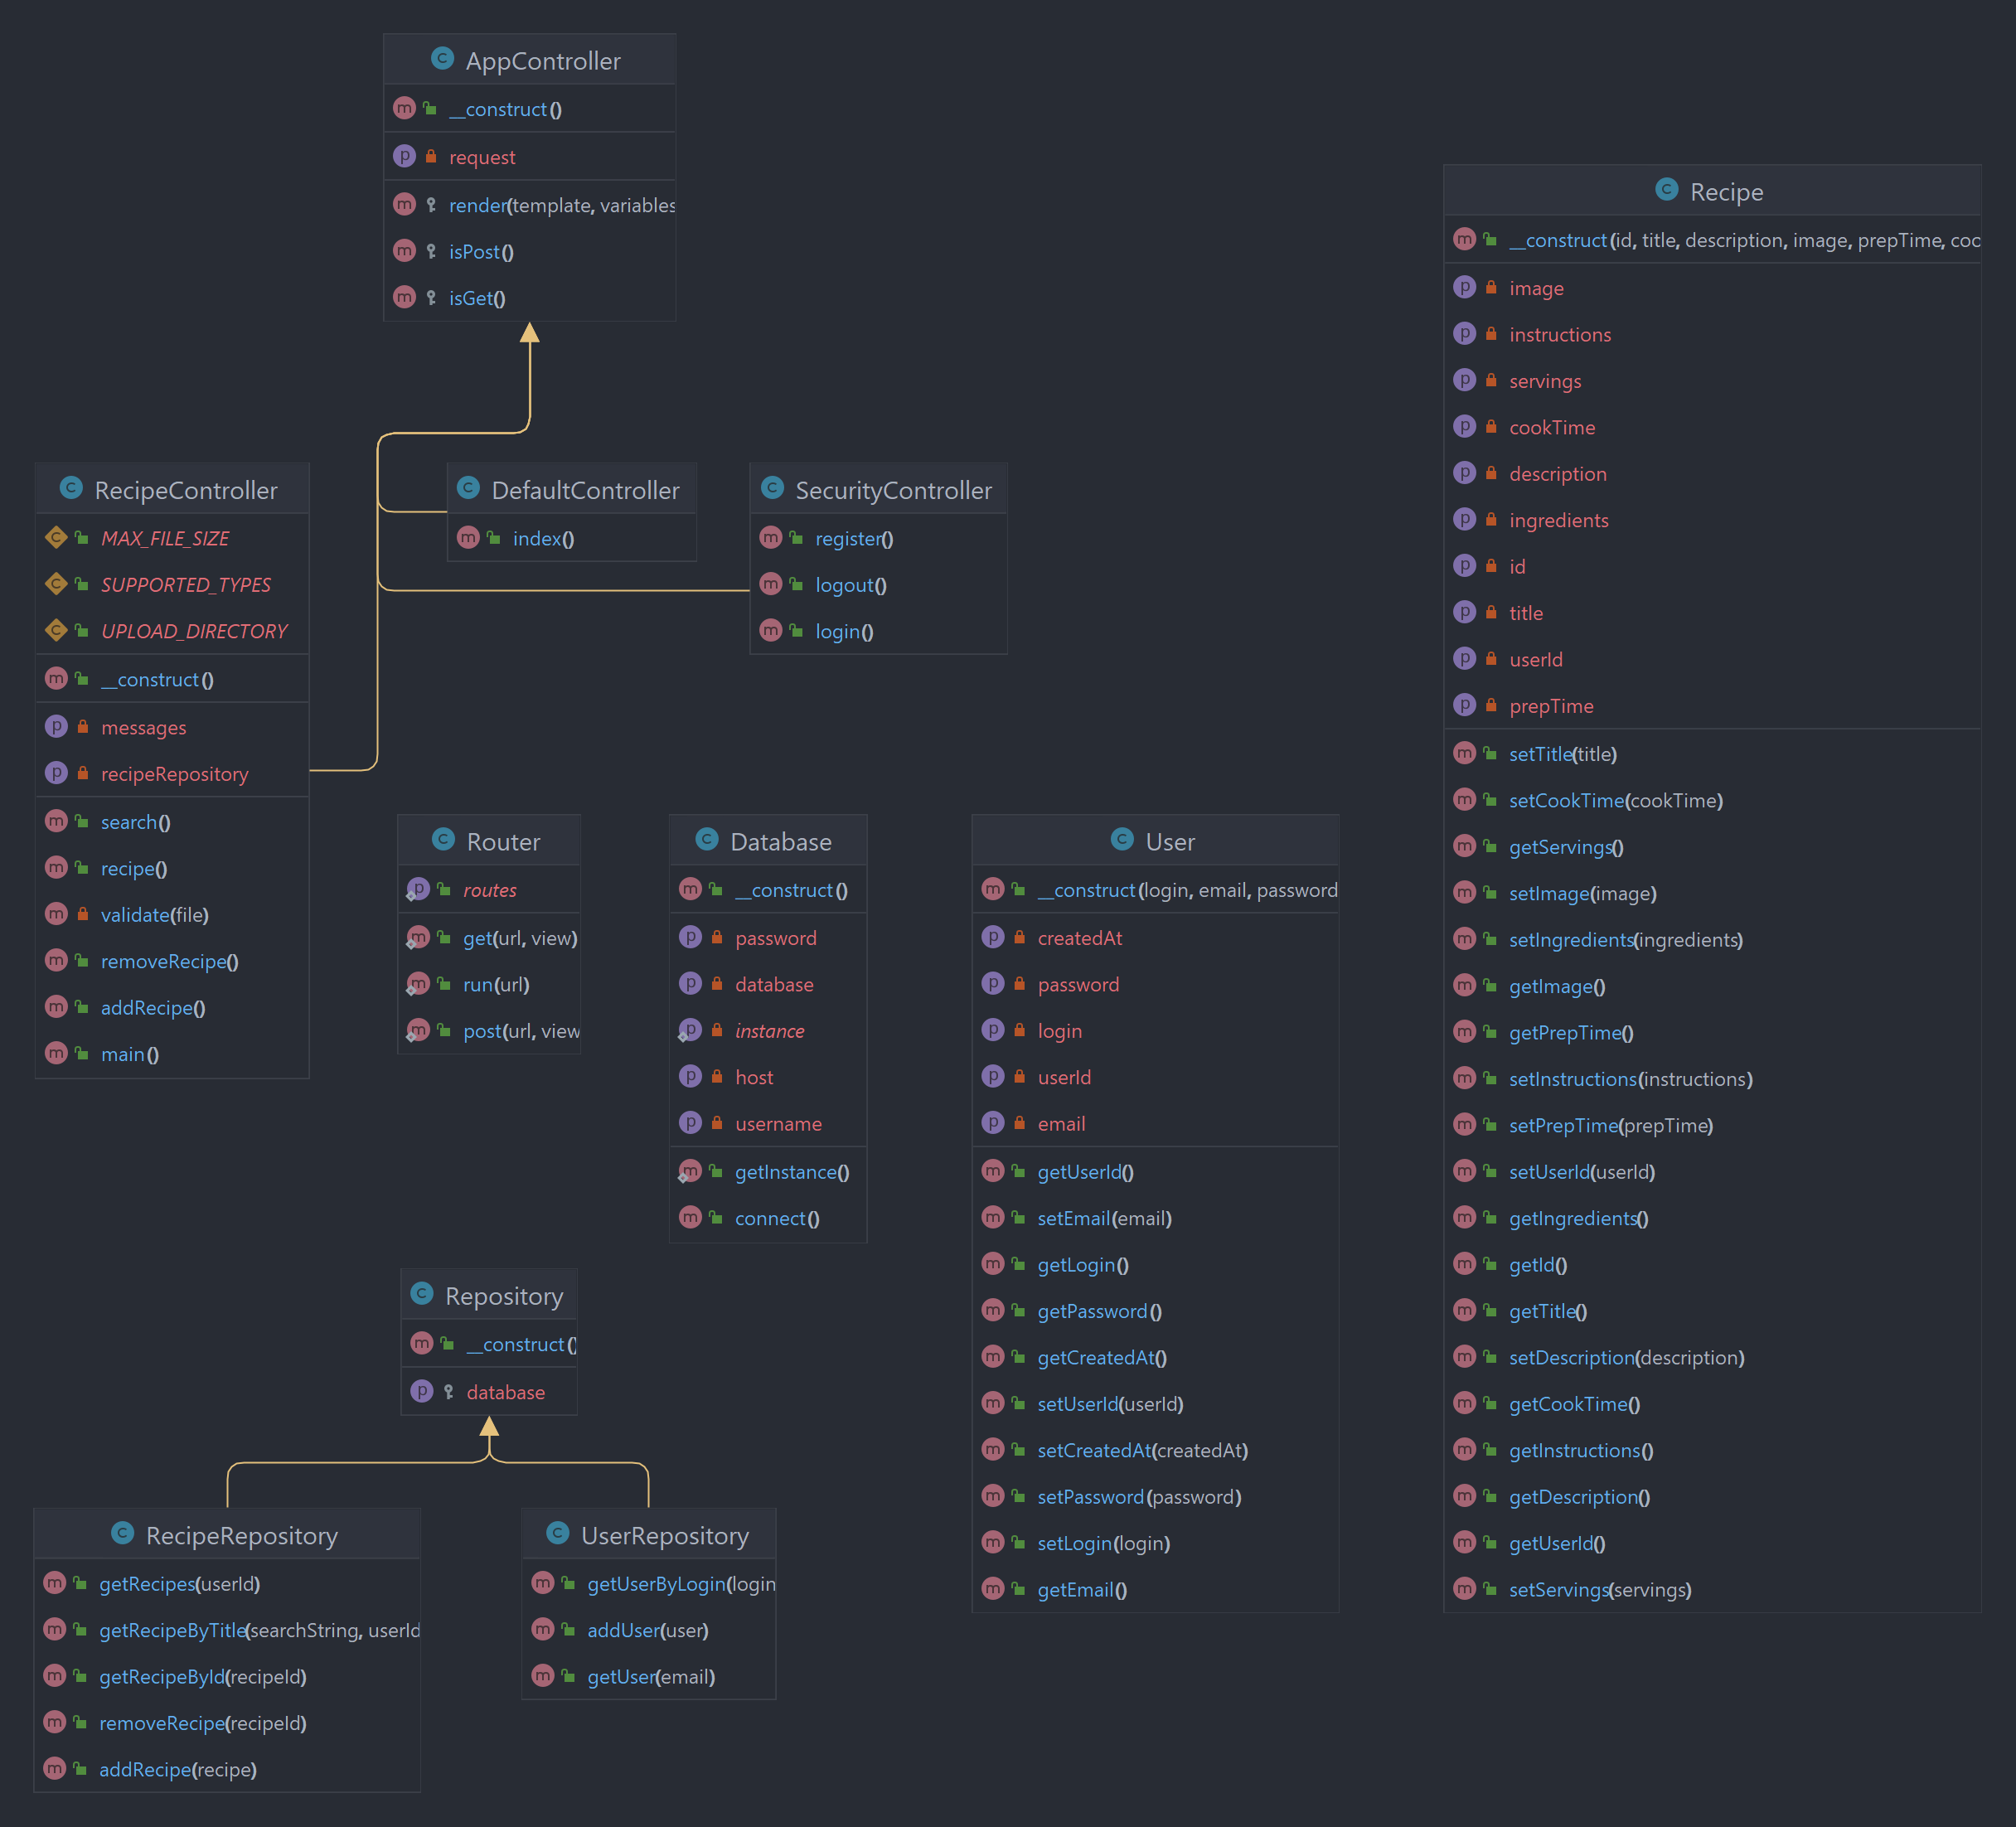 AppController
__construct()
request
render(template, variables
isPost()
isGet()
RecipeController
MAX_FILE_SIZE
SUPPORTED_TYPES
UPLOAD_DIRECTORY
__construct()
messages
recipeRepository
search()
recipe()
validate(file)
removeRecipe()
addRecipe()
main()
DefaultController
index()
SecurityController
register()
logout()
login()
Router
routes
get(url, view)
run(url)
post(url, view
Database
__construct()
password
database
instance
host
username
getInstance()
connect()
User
__construct(login, email, password
createdAt
password
login
userId
email
getUserId()
setEmail(email)
getLogin()
getPassword()
getCreatedAt()
setUserId(userId)
setCreatedAt(createdAt)
setPassword(password)
setLogin(login)
getEmail()
Recipe
__construct(id, title, description, image, prepTime, coo
image
instructions
servings
cookTime
description
ingredients
id
title
userId
prepTime
setTitle(title)
setCookTime(cookTime)
getServings()
setImage(image)
setIngredients(ingredients)
getImage()
getPrepTime()
setInstructions(instructions)
setPrepTime(prepTime)
setUserId(userId)
getIngredients()
getId()
getTitle()
setDescription(description)
getCookTime()
getInstructions()
getDescription()
getUserId()
setServings(servings)
Repository
__construct()
database
RecipeRepository
getRecipes(userId)
getRecipeByTitle(searchString, userId
getRecipeById(recipeId)
removeRecipe(recipeId)
addRecipe(recipe)
UserRepository
getUserByLogin(login
addUser(user)
getUser(email)